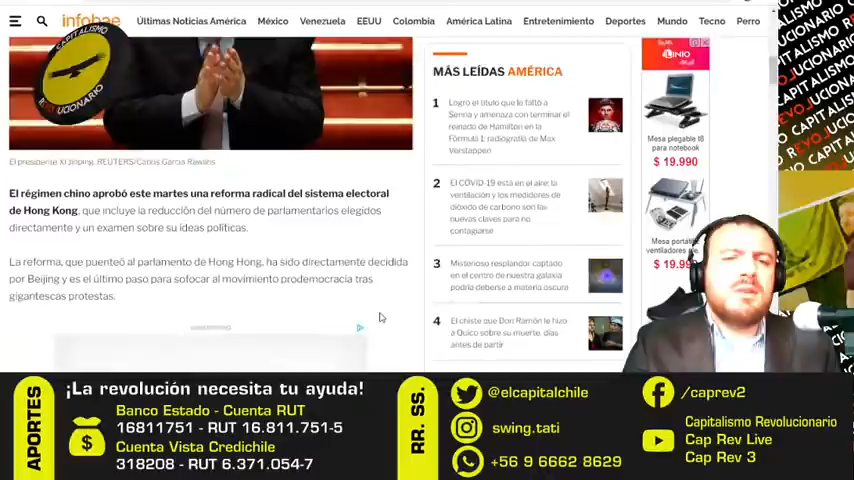 infobae
Últimas Noticias América
México
Venezuela
EEUU
Colombia
América Latina
Entretenimiento
Deportes
Mundo
Tecno
Perro
CAPITALISMO
REVOLUCIONARIO
El presidente Xi Jinping. REUTERS/Carlos Garcia Rawlins
El régimen chino aprobó este martes una reforma radical del sistema electoral
de Hong Kong, que incluye la reducción del número de parlamentarios elegidos
directamente y un examen sobre su ideas políticas.
La reforma, que puenteó al parlamento de Hong Hong, ha sido directamente decidida
por Beijing y es el último paso para sofocar al movimiento prodemocracia tras
gigantescas protestas.
MÁS LEÍDAS AMÉRICA
1
Logró el título que le faltó a
Senna y amenaza con terminar el
reinado de Hamilton en la
Fórmula 1: radiografía de Max
Verstappen
2
El COVID-19 está en el aire: la
ventilación y los medidores de
dióxido de carbono son las
nuevas claves para no
contagiarse
3
Misterioso resplandor captado
en el centro de nuestra galaxia
podría deberse a materia oscura
4
El chiste que Don Ramón le hizo
a Quico sobre su muerte, días
antes de partir
LINIO
Mesa plegable t8
para notebook
$ 19.990
Mesa portátil
ventiladores
$ 19.99
CAPITALISMO REVOLUCIONARIO
APORTES
¡La revolución necesita tu ayuda!
Banco Estado - Cuenta RUT
16811751 - RUT 16.811.751-5
Cuenta Vista Credichile
318208 - RUT 6.371.054-7
RR. SS.
@elcapitalchile
swing.tati
+56 9 6662 8629
/caprev2
Capitalismo Revolucionario
Cap Rev Live
Cap Rev 3